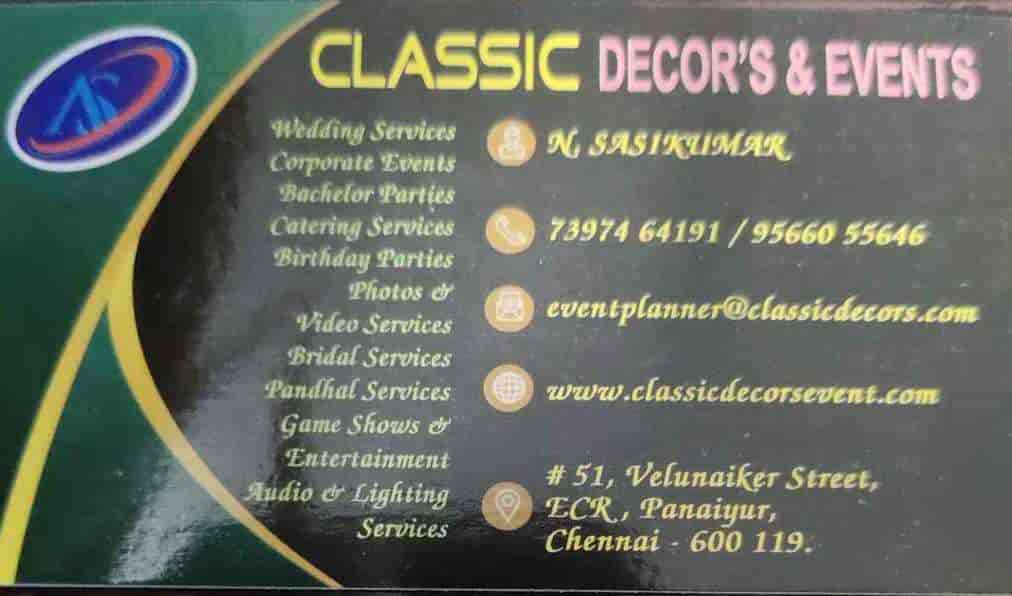 AS
CLASSIC DECOR'S & EVENTS
Wedding Services
Corporate Events
Bachelor Parties
Catering Services
Birthday Parties
Photos &
Video Services
Bridal Services
Pandhal Services
Game Shows &
Entertainment
Audio & Lighting
Services
N. SASIKUMAR
73974 64191 / 95660 55646
eventplanner@classicdecors.com
www.classicdecorsevent.com
# 51, Velunaiker Street,
ECR , Panaiyur,
Chennai - 600 119.